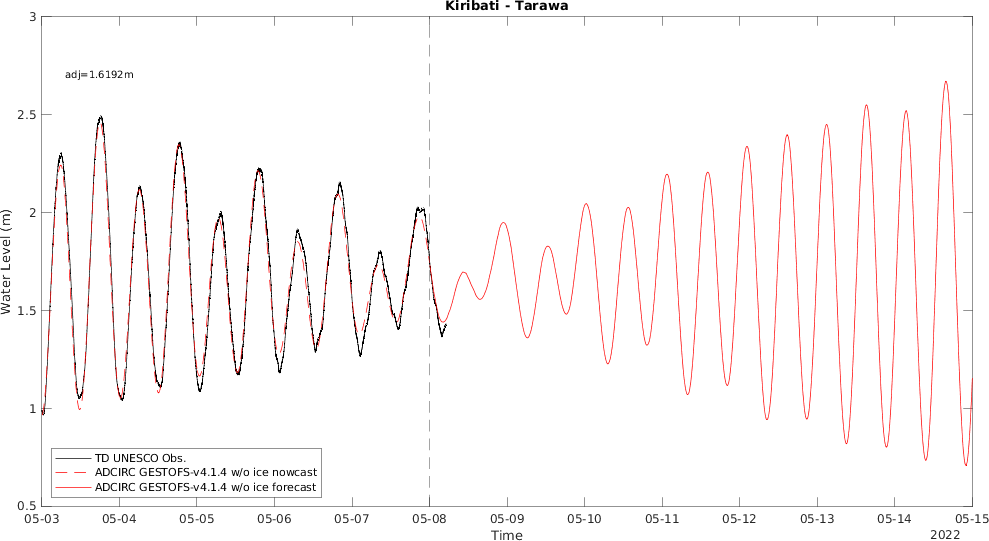 Kiribati - Tarawa
adj=1.6192m
Water Level (m)
3
2.5
2
1.5
1
0.5
TD UNESCO Obs.
ADCIRC GESTOFS-v4.1.4 w/o ice nowcast
ADCIRC GESTOFS-v4.1.4 w/o ice forecast
05-03 05-04 05-05 05-06 05-07 05-08 05-09 05-10 05-11 05-12 05-13 05-14 05-15
Time
2022